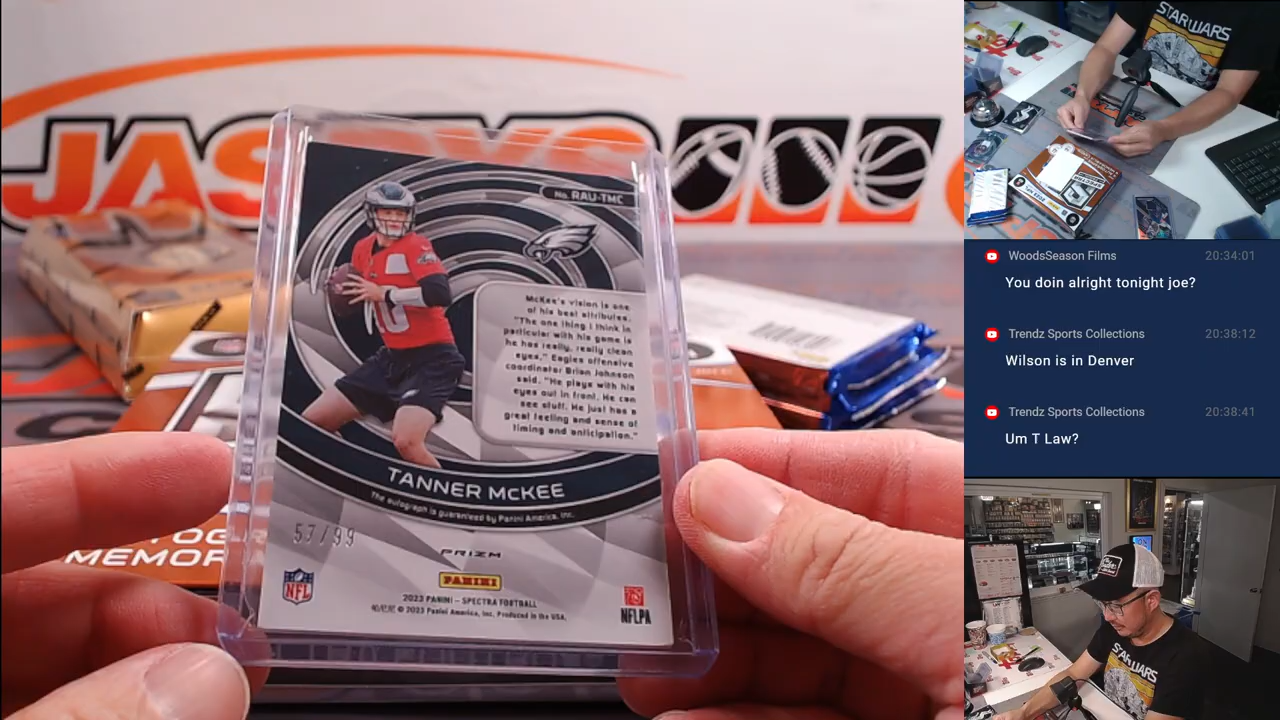 JASPYS
No. RAU-TMC
McKee's vision is one
of his best attributes.
"The one thing I think in
particular with his game is
he has really, really clean
eyes," Eagles offensive
coordinator Brian Johnson
said. "He plays with his
eyes out in front. He can
see stuff. He just has a
great feeling and sense of
timing and anticipation."
TANNER McKEE
The autograph is guaranteed by Panini America, Inc.
57/99
PRIZM
PANINI
2023 PANINI – SPECTRA FOOTBALL
© 2023 Panini America, Inc. Produced in the USA.
NFL
NFLPA
MEMOR
STAR WARS
WoodsSeason Films 20:34:01
You doin alright tonight joe?
Trendz Sports Collections 20:38:12
Wilson is in Denver
Trendz Sports Collections 20:38:41
Um T Law?
STAR WARS